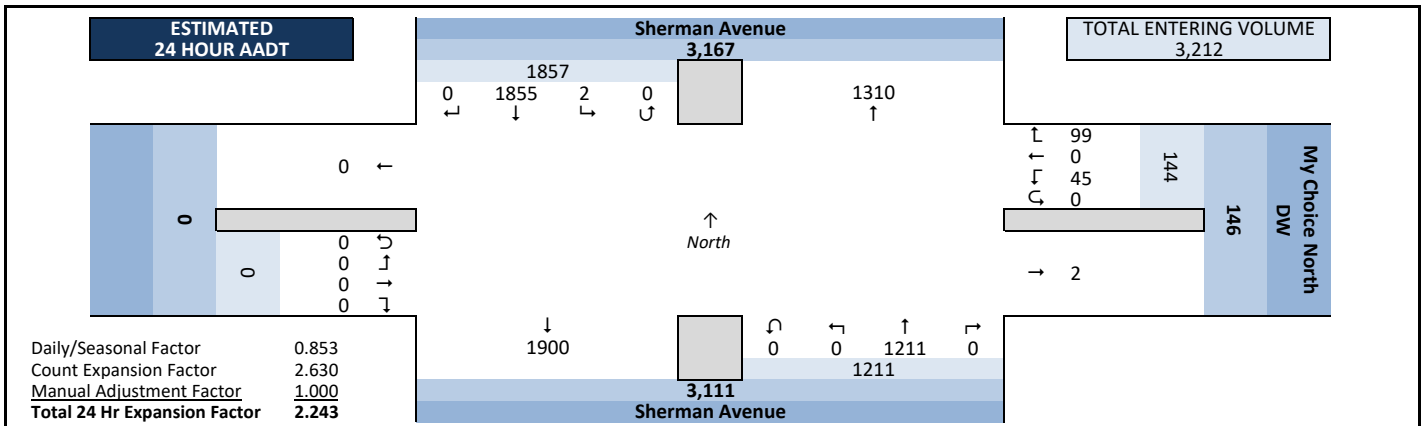 ESTIMATED
24 HOUR AADT
Sherman Avenue
3,167
TOTAL ENTERING VOLUME
3,212
1857
0 1855 2 0
↵ ↓ ↳ ↺
1310
↑
↱ 99
← 0
↲ 45
↺ 0
144
146
My Choice North
DW
0 ←
0
0
0 ↺
0 ↰
0 →
0 ↴
↑
North
→ 2
↓
1900
↺ ↰ ↑ ↱
0 0 1211 0
1211
3,111
Sherman Avenue
Daily/Seasonal Factor 0.853
Count Expansion Factor 2.630
Manual Adjustment Factor 1.000
Total 24 Hr Expansion Factor 2.243